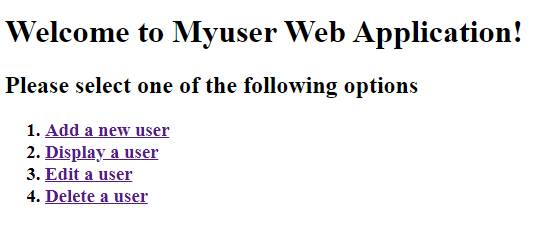 Welcome to Myuser Web Application!
Please select one of the following options
1. Add a new user
2. Display a user
3. Edit a user
4. Delete a user